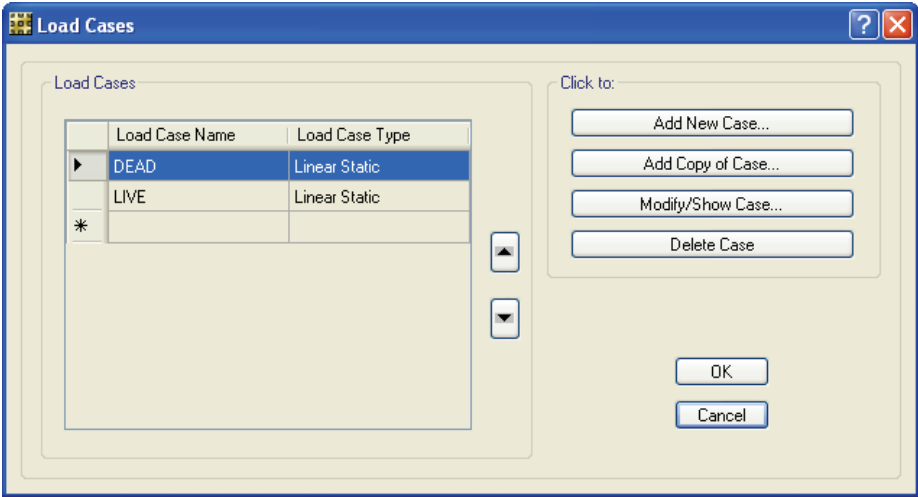 Load Cases
Load Cases
Load Case Name Load Case Type
DEAD Linear Static
LIVE Linear Static
Click to:
Add New Case...
Add Copy of Case...
Modify/Show Case...
Delete Case
OK
Cancel